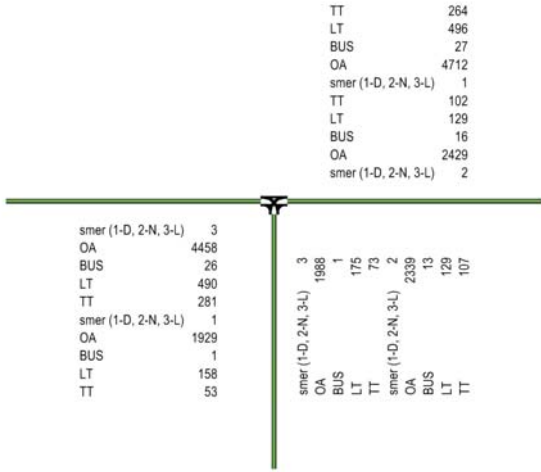 TT 264
LT 496
BUS 27
OA 4712
smer (1-D, 2-N, 3-L) 1
TT 102
LT 129
BUS 16
OA 2429
smer (1-D, 2-N, 3-L) 2
smer (1-D, 2-N, 3-L) 3
OA 4458
BUS 26
LT 490
TT 281
smer (1-D, 2-N, 3-L) 1
OA 1929
BUS 1
LT 158
TT 53
smer (1-D, 2-N, 3-L) 3
OA 1988
BUS 1
LT 175
TT 73
smer (1-D, 2-N, 3-L) 2
OA 2339
BUS 13
LT 129
TT 107